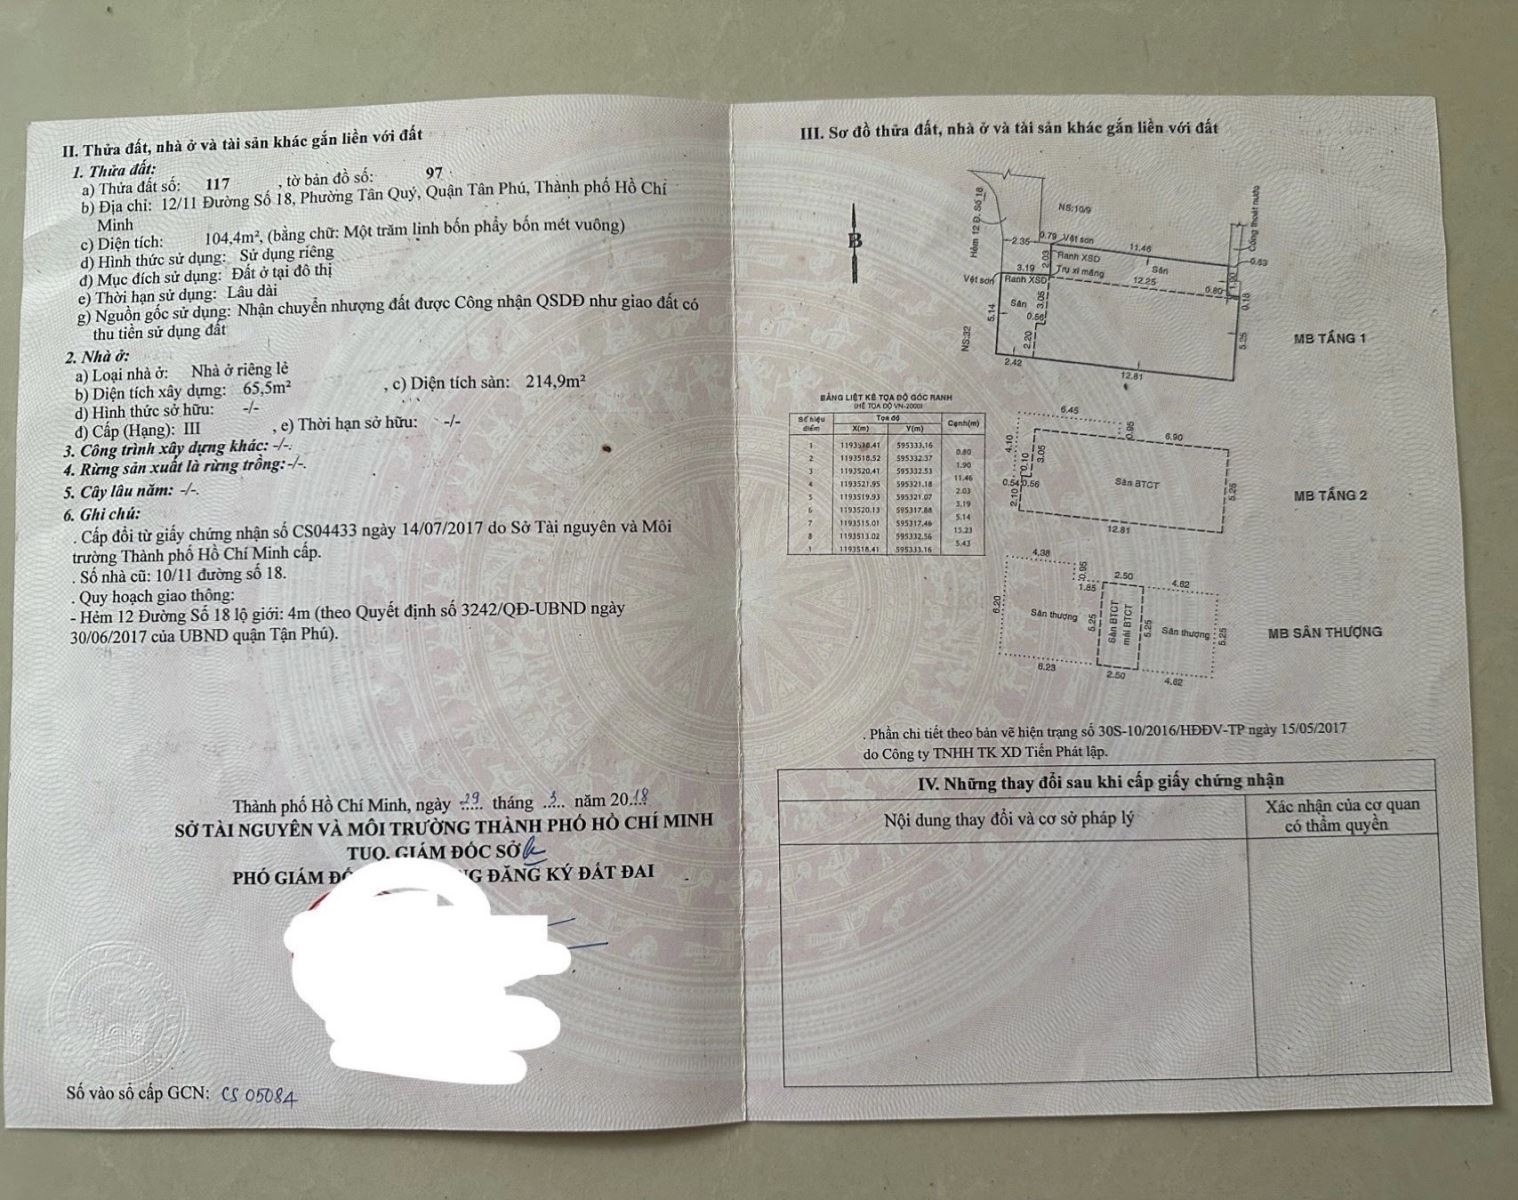 II. Thửa đất, nhà ở và tài sản khác gắn liền với đất
1. Thửa đất:
a) Thửa đất số: 117 , tờ bản đồ số: 97
b) Địa chỉ: 12/11 Đường Số 18, Phường Tân Quý, Quận Tân Phú, Thành phố Hồ Chí
Minh
c) Diện tích: 104,4m², (bằng chữ: Một trăm linh bốn phẩy bốn mét vuông)
d) Hình thức sử dụng: Sử dụng riêng
đ) Mục đích sử dụng: Đất ở tại đô thị
e) Thời hạn sử dụng: Lâu dài
g) Nguồn gốc sử dụng: Nhận chuyển nhượng đất được Công nhận QSDĐ như giao đất có
thu tiền sử dụng đất
2. Nhà ở:
a) Loại nhà ở: Nhà ở riêng lẻ
b) Diện tích xây dựng: 65,5m² , c) Diện tích sàn: 214,9m²
d) Hình thức sở hữu: -/-
đ) Cấp (Hạng): III , e) Thời hạn sở hữu: -/-
3. Công trình xây dựng khác: -/-.
4. Rừng sản xuất là rừng trồng: -/-.
5. Cây lâu năm: -/-.
6. Ghi chú:
. Cấp đổi từ giấy chứng nhận số CS04433 ngày 14/07/2017 do Sở Tài nguyên và Môi
trường Thành phố Hồ Chí Minh cấp.
. Số nhà cũ: 10/11 đường số 18.
. Quy hoạch giao thông:
- Hẻm 12 Đường Số 18 lộ giới: 4m (theo Quyết định số 3242/QĐ-UBND ngày
30/06/2017 của UBND quận Tận Phú).
Thành phố Hồ Chí Minh, ngày 29 tháng 3 năm 2018
SỞ TÀI NGUYÊN VÀ MÔI TRƯỜNG THÀNH PHỐ HỒ CHÍ MINH
TUQ. GIÁM ĐỐC SỞ
PHÓ GIÁM ĐỐ G ĐĂNG KÝ ĐẤT ĐAI
Số vào sổ cấp GCN: CS 05084
III. Sơ đồ thửa đất, nhà ở và tài sản khác gắn liền với đất
B
Hẻm 12 Đ. Số 18
NS:10/9
Cống thoát nước
2.35 0.79 Vệt sơn 11.46
2.03 Ranh XSD Sân 0.63
3.19 Trụ xi măng 12.25 0.80 1.90 0.18
Vệt sơn Ranh XSD
5.14 Sân 3.05
0.56
NS:32 2.20 5.25
2.42 12.81
MB TẦNG 1
BẢNG LIỆT KÊ TỌA ĐỘ GÓC RANH
(HỆ TỌA ĐỘ VN-2000)
Số hiệu điểm Tọa độ Cạnh(m)
X(m) Y(m)
1 1193518.41 595333.16
0.80
2 1193518.52 595332.37
1.90
3 1193520.41 595332.53
11.46
4 1193521.95 595321.18
2.03
5 1193519.93 595321.07
3.19
6 1193520.13 595317.88
5.14
7 1193515.01 595317.46
15.23
8 1193513.02 595332.56
5.43
1 1193518.41 595333.16
6.45
4.10 0.95 6.90
0.10 3.05
0.54 0.56 Sàn BTCT 5.25
2.10
12.81
MB TẦNG 2
4.38
0.95 2.50 4.62
1.85
6.20 Sân thượng 5.25 Sàn BTCT mái BTCT 5.25 Sân thượng 5.25
6.23 2.50 4.62
MB SÂN THƯỢNG
. Phần chi tiết theo bản vẽ hiện trạng số 30S-10/2016/HĐĐV-TP ngày 15/05/2017
do Công ty TNHH TK XD Tiến Phát lập.
IV. Những thay đổi sau khi cấp giấy chứng nhận
Nội dung thay đổi và cơ sở pháp lý
Xác nhận của cơ quan
có thẩm quyền